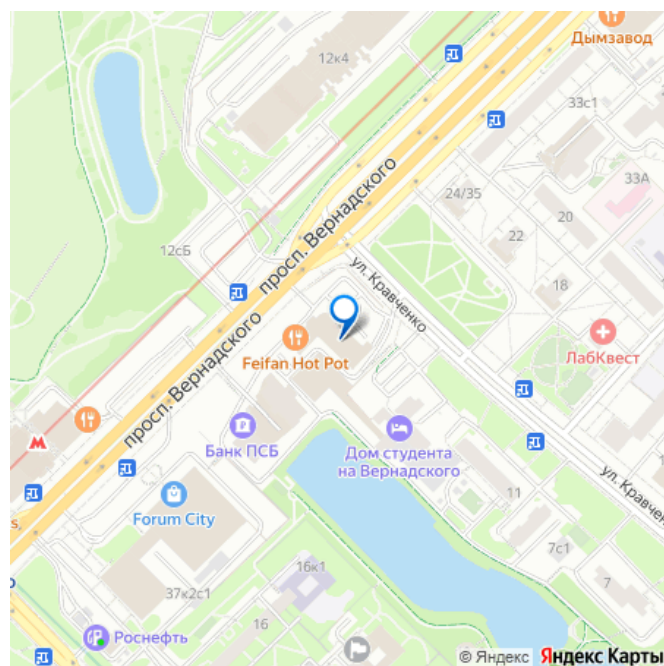 Дымзавод
12к4
33с1
33А
24/35
20
22
просп. Вернадского
12сБ
18
ул. Кравченко
ЛабКвест
Feifan Hot Pot
просп. Вернадского
Банк ПСБ
Дом студента
на Вернадского
ул. Кравченко
11
Forum City
7с1
16к1
7
37к2с1
16
Роснефть
© Яндекс Яндекс Карты